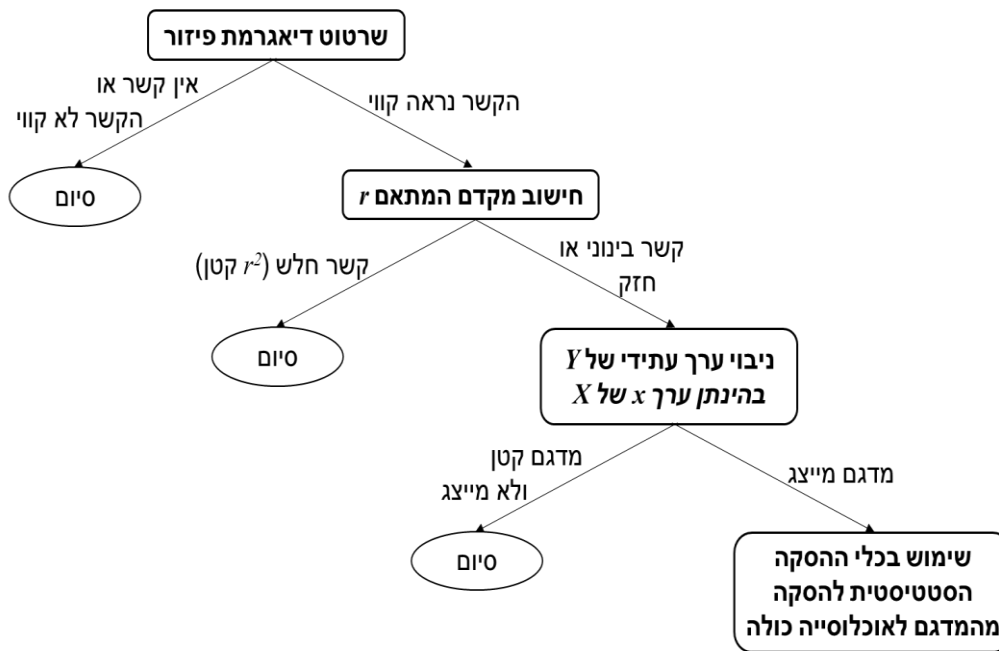 שרטוט דיאגרמת פיזור
אין קשר או
הקשר לא קווי
הקשר נראה קווי
סיום
חישוב מקדם המתאם r
קשר חלש (r² קטן)
קשר בינוני או
חזק
סיום
ניבוי ערך עתידי של Y
בהינתן ערך x של X
מדגם קטן
ולא מייצג
מדגם מייצג
סיום
שימוש בכלי ההסקה
הסטטיסטית להסקה
מהמדגם לאוכלוסייה כולה